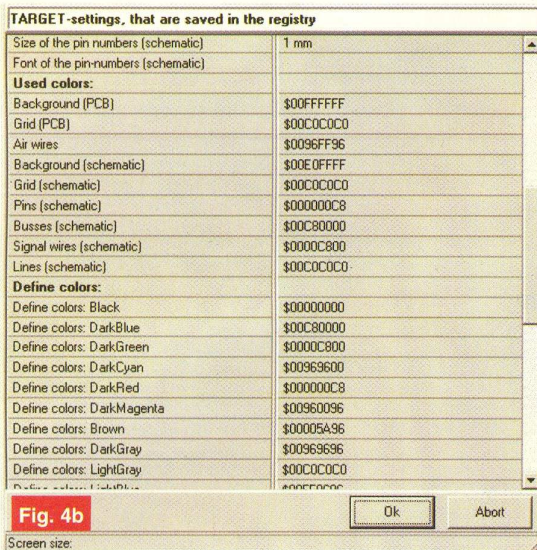 TARGET-settings, that are saved in the registry
Size of the pin numbers (schematic) 1 mm
Font of the pin-numbers (schematic)
Used colors:
Background (PCB) $00FFFFFF
Grid (PCB) $00C0C0C0
Air wires $0096FF96
Background (schematic) $00E0FFFF
Grid (schematic) $00C0C0C0
Pins (schematic) $000000C8
Busses (schematic) $00C80000
Signal wires (schematic) $0000C800
Lines (schematic) $00C0C0C0
Define colors:
Define colors: Black $00000000
Define colors: DarkBlue $00C80000
Define colors: DarkGreen $0000C800
Define colors: DarkCyan $00969600
Define colors: DarkRed $000000C8
Define colors: DarkMagenta $00960096
Define colors: Brown $00005A96
Define colors: DarkGray $00969696
Define colors: LightGray $00C0C0C0
Define colors: LightBlue
Fig. 4b
Ok Abort
Screen size: